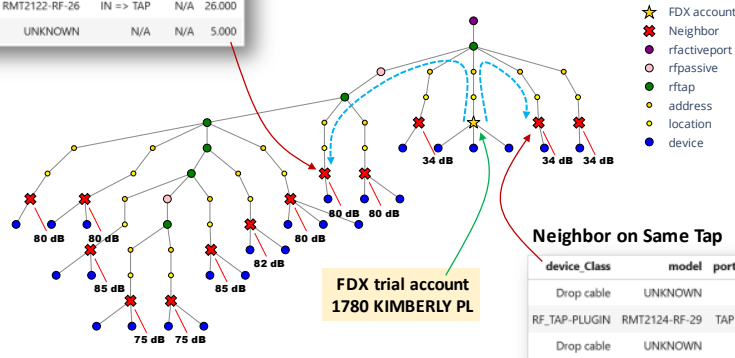 RMT2122-RF-26 IN => TAP N/A 26.000
UNKNOWN N/A N/A 5.000
FDX account
Neighbor
rfactiveport
rfpassive
rftap
address
location
device
34 dB
34 dB
34 dB
80 dB
80 dB
80 dB
80 dB
80 dB
82 dB
85 dB
85 dB
75 dB
75 dB
FDX trial account
1780 KIMBERLY PL
Neighbor on Same Tap
device_Class model port
Drop cable UNKNOWN
RF_TAP-PLUGIN RMT2124-RF-29 TAP
Drop cable UNKNOWN